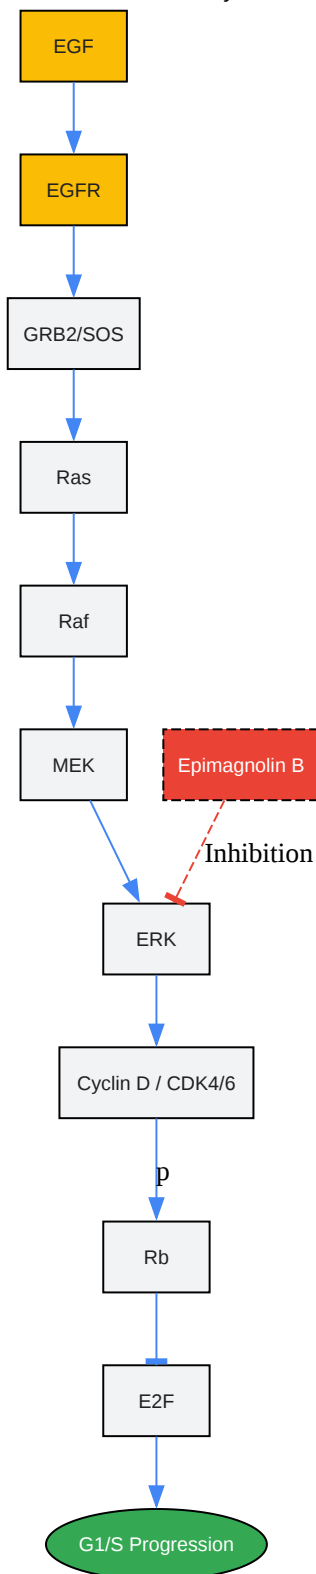 EGF
EGFR
GRB2/SOS
Ras
Raf
MEK
Epimagnolin B
Inhibition
ERK
Cyclin D / CDK4/6
p
Rb
E2F
G1/S Progression